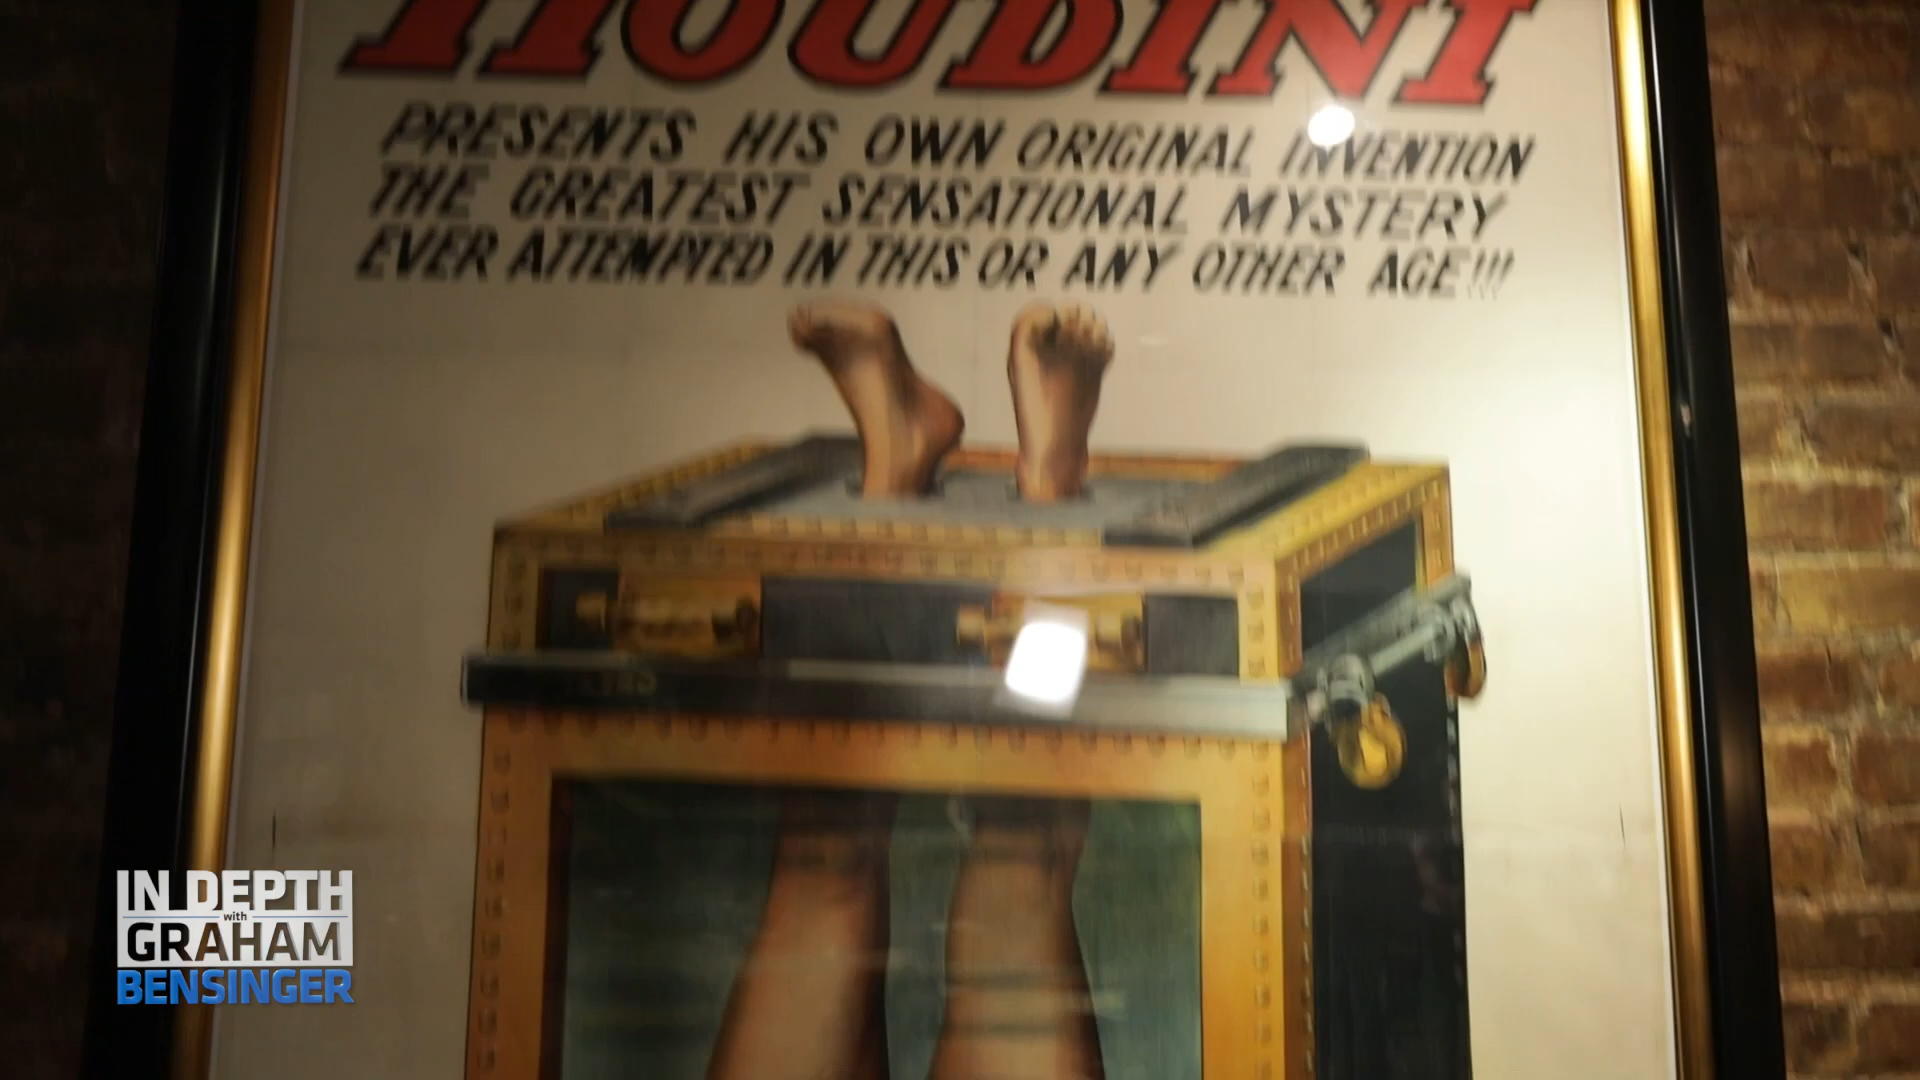 HOUDINI
PRESENTS HIS OWN ORIGINAL INVENTION
THE GREATEST SENSATIONAL MYSTERY
EVER ATTEMPTED IN THIS OR ANY OTHER AGE!!!
IN DEPTH
with
GRAHAM
BENSINGER